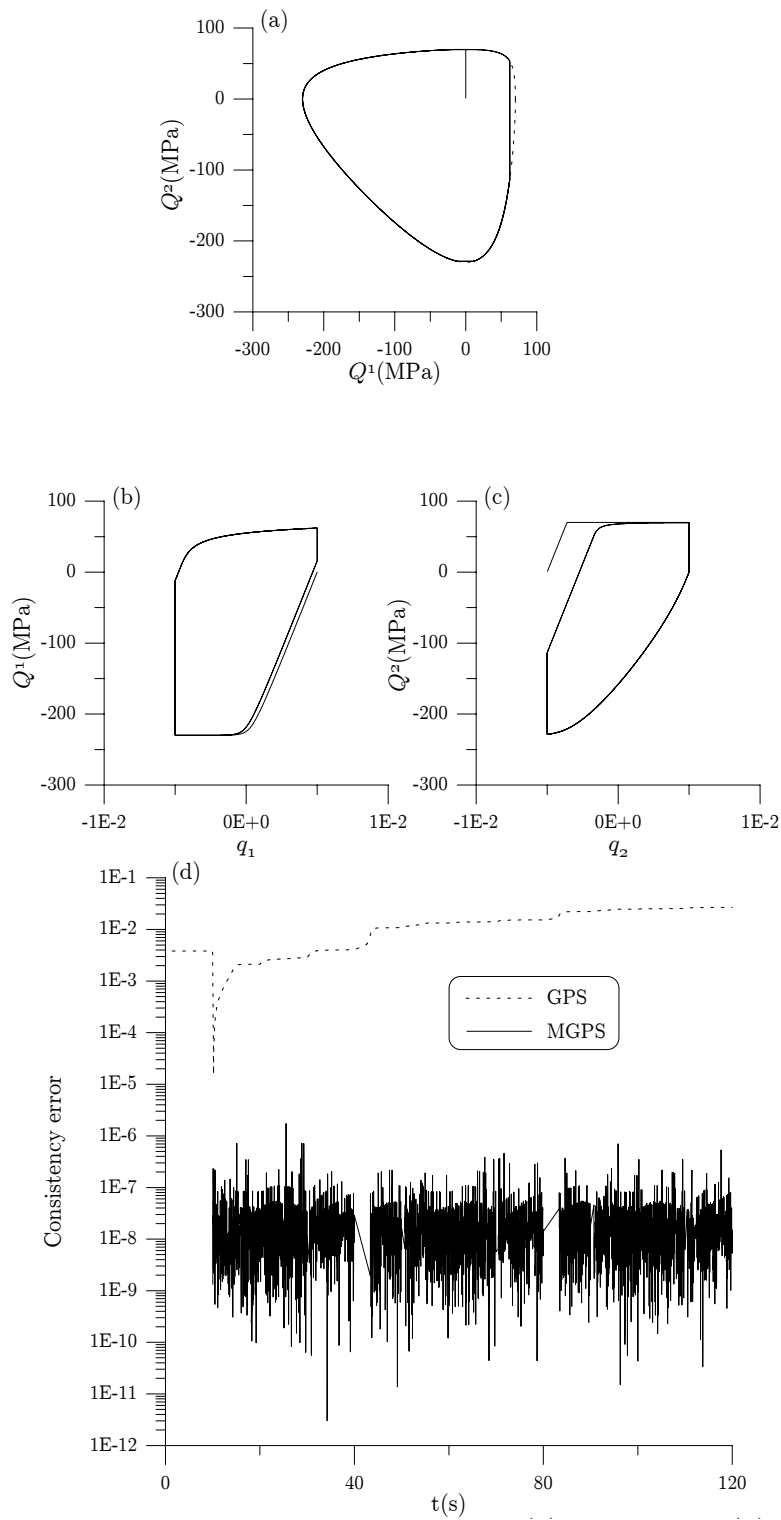 (a)
100
0
-100
-200
-300
Q²(MPa)
-300 -200 -100 0 100
Q¹(MPa)
(b)
100
0
-100
-200
-300
Q¹(MPa)
-1E-2 0E+0 1E-2
q₁
(c)
100
0
-100
-200
-300
Q²(MPa)
-1E-2 0E+0 1E-2
q₂
(d)
1E-1
1E-2
1E-3
1E-4
1E-5
1E-6
1E-7
1E-8
1E-9
1E-10
1E-11
1E-12
Consistency error
GPS
MGPS
0 40 80 120
t(s)